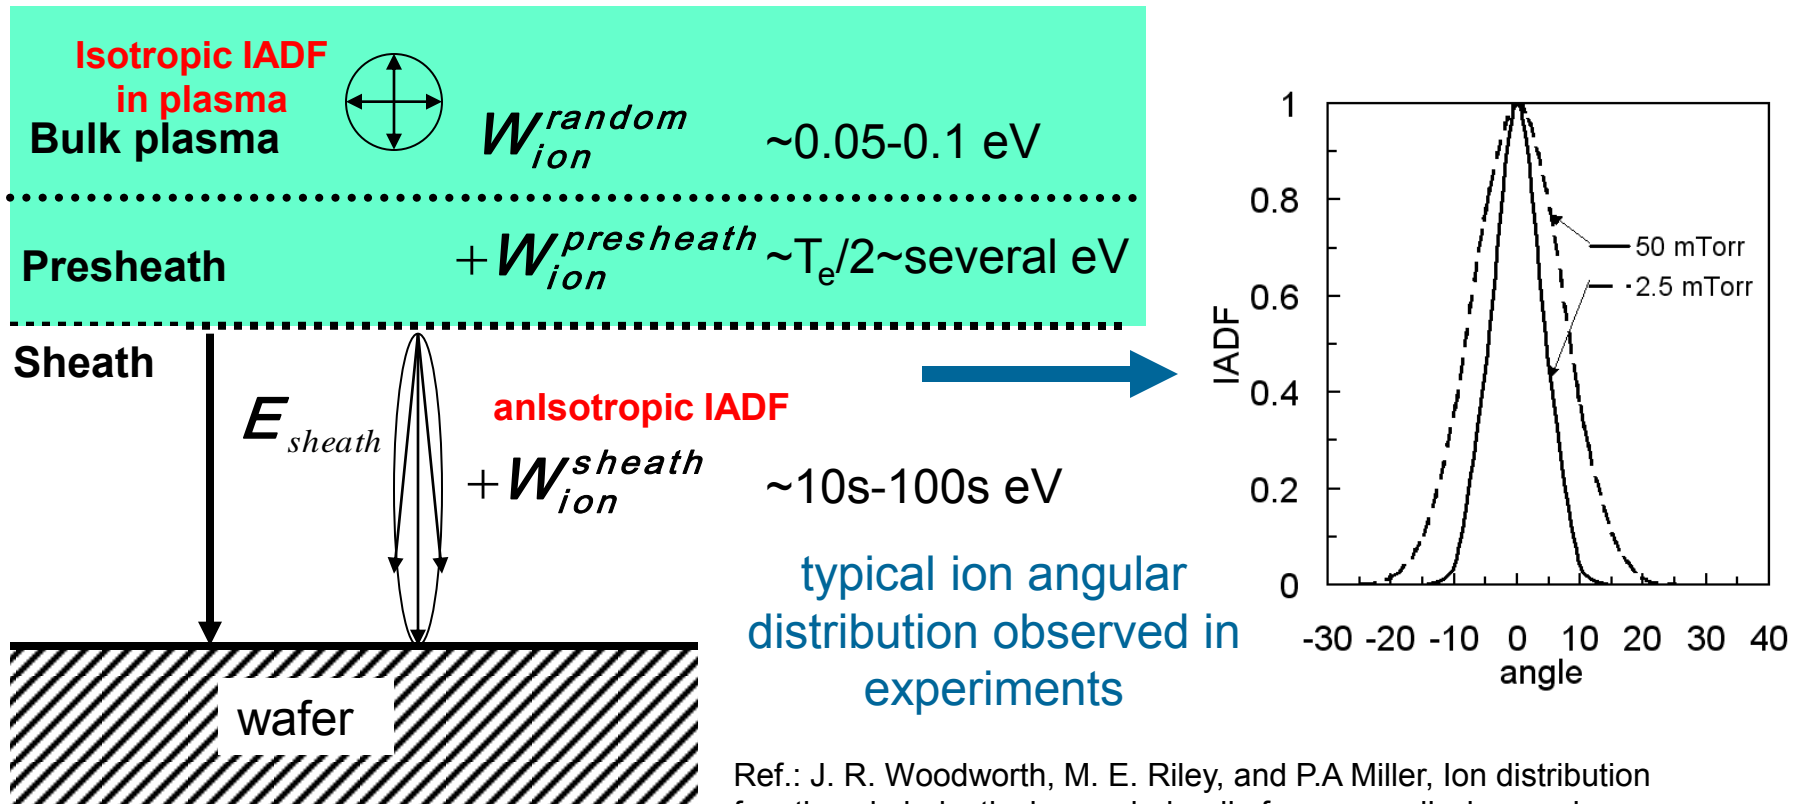 Isotropic IADF
in plasma
Bulk plasma
W ion random ~0.05-0.1 eV
Presheath
+W ion presheath ~Te/2~several eV
Sheath
E sheath
anIsotropic IADF
+W ion sheath ~10s-100s eV
wafer
typical ion angular
distribution observed in
experiments
1
0.8
0.6
0.4
0.2
0
IADF
50 mTorr
2.5 mTorr
-30 -20 -10 0 10 20 30 40
angle
Ref.: J. R. Woodworth, M. E. Riley, and P.A Miller, Ion distribution